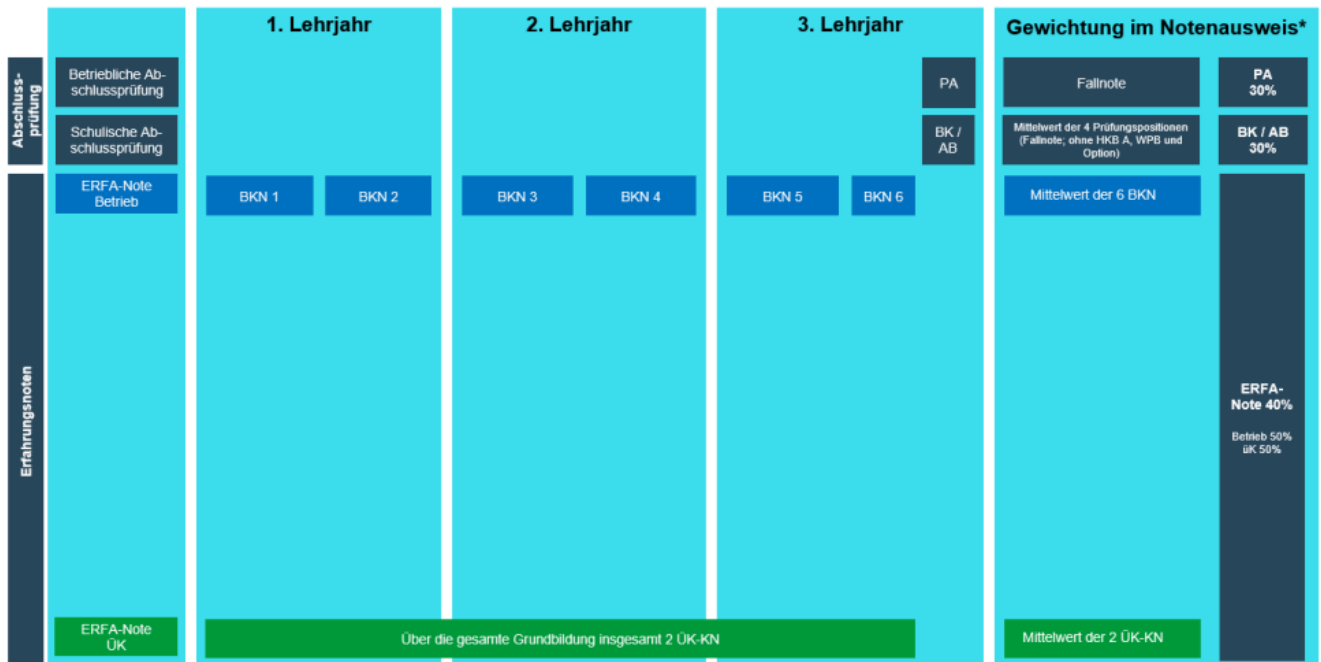 1. Lehrjahr
2. Lehrjahr
3. Lehrjahr
Gewichtung im Notenausweis*
Abschluss-
prüfung
Betriebliche Ab-
schlussprüfung
PA
Fallnote
PA
30%
Schulische Ab-
schlussprüfung
BK /
AB
Mittelwert der 4 Prüfungspositionen
(Fallnote; ohne HKB A, WPB und
Option)
BK / AB
30%
Erfahrungsnoten
ERFA-Note
Betrieb
BKN 1
BKN 2
BKN 3
BKN 4
BKN 5
BKN 6
Mittelwert der 6 BKN
ERFA-
Note 40%
Betrieb 50%
üK 50%
ERFA-Note
ÜK
Über die gesamte Grundbildung insgesamt 2 ÜK-KN
Mittelwert der 2 ÜK-KN